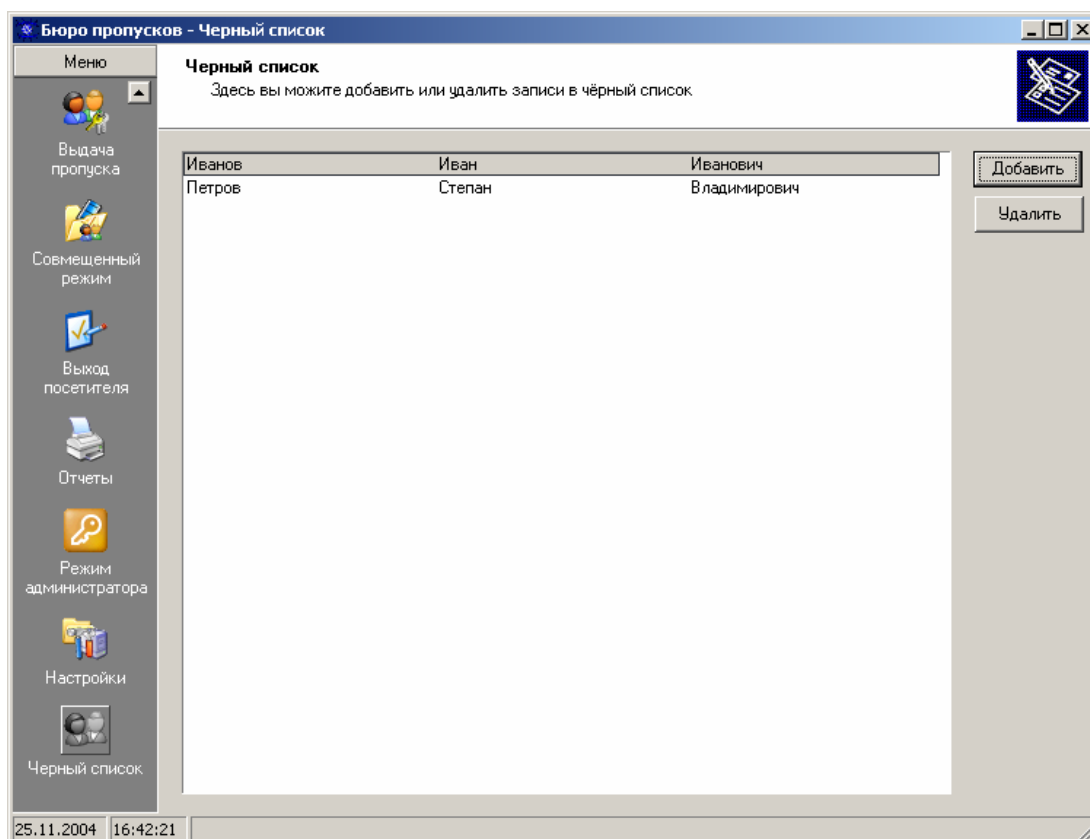 Бюро пропусков - Черный список
Меню
Черный список
Здесь вы можите добавить или удалить записи в чёрный список
Выдача
пропуска
Совмещенный
режим
Выход
посетителя
Отчеты
Режим
администратора
Настройки
Черный список
Иванов Иван Иванович
Петров Степан Владимирович
Добавить
Удалить
25.11.2004 16:42:21